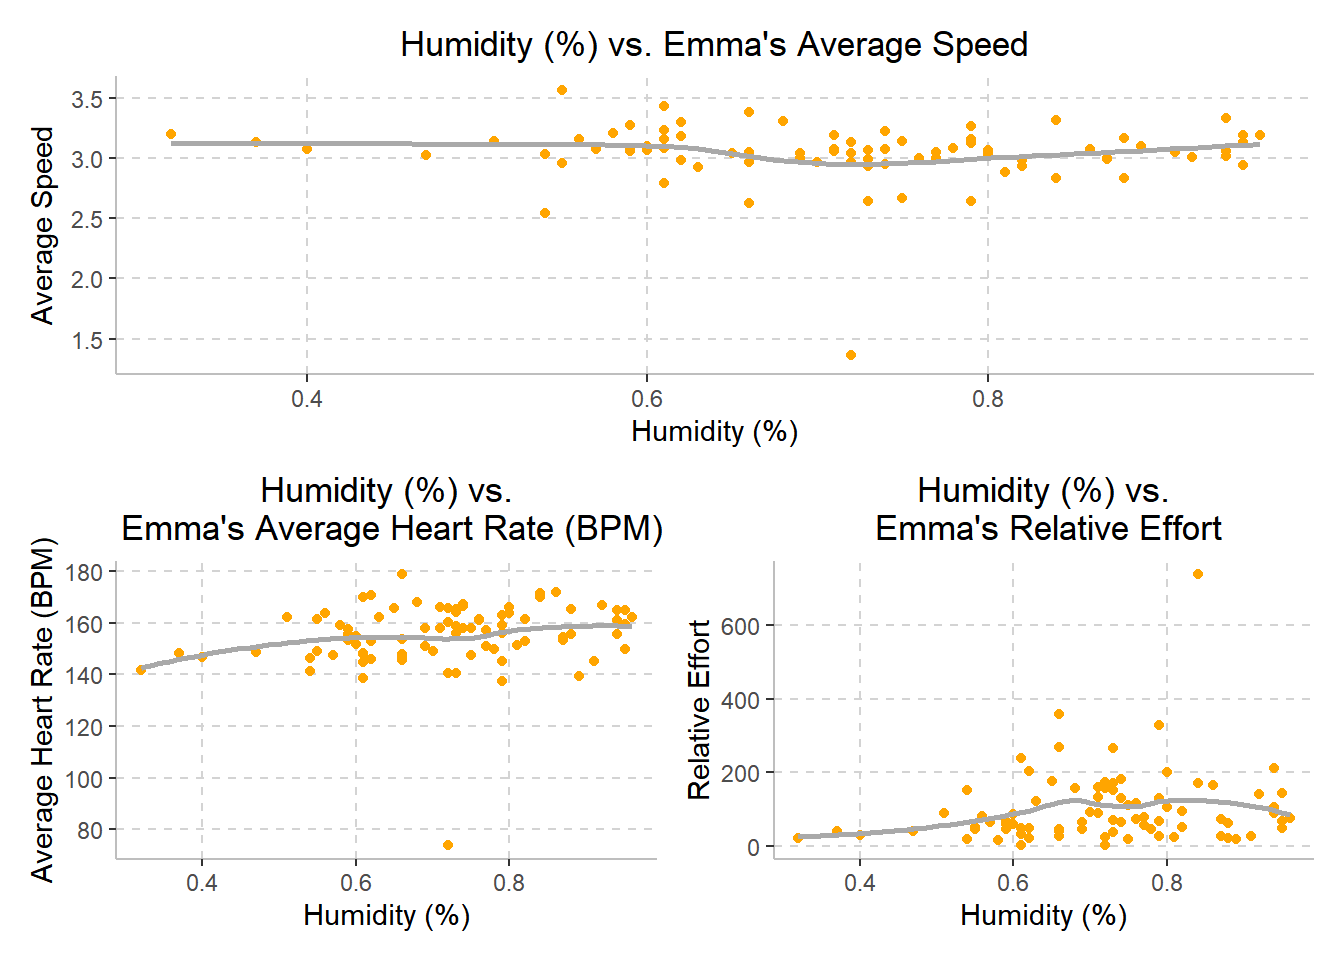 Humidity (%) vs. Emma's Average Speed
Average Speed
3.5
3.0
2.5
2.0
1.5
0.4
0.6
0.8
Humidity (%)
Humidity (%) vs.
Emma's Average Heart Rate (BPM)
Average Heart Rate (BPM)
180
160
140
120
100
80
0.4
0.6
0.8
Humidity (%)
Humidity (%) vs.
Emma's Relative Effort
Relative Effort
600
400
200
0
0.4
0.6
0.8
Humidity (%)